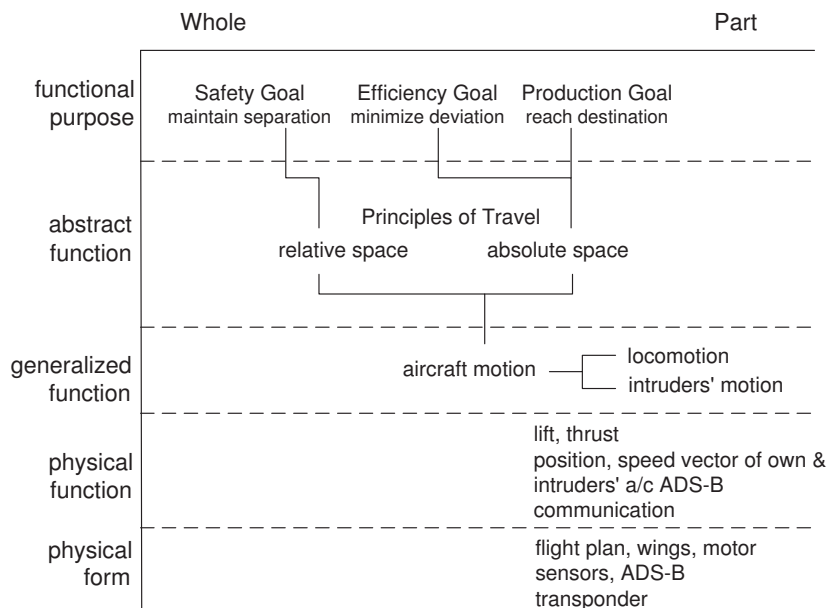 Whole Part
functional
purpose
Safety Goal
maintain separation
Efficiency Goal
minimize deviation
Production Goal
reach destination
abstract
function
Principles of Travel
relative space absolute space
generalized
function
aircraft motion
locomotion
intruders' motion
physical
function
lift, thrust
position, speed vector of own &
intruders' a/c ADS-B
communication
physical
form
flight plan, wings, motor
sensors, ADS-B
transponder